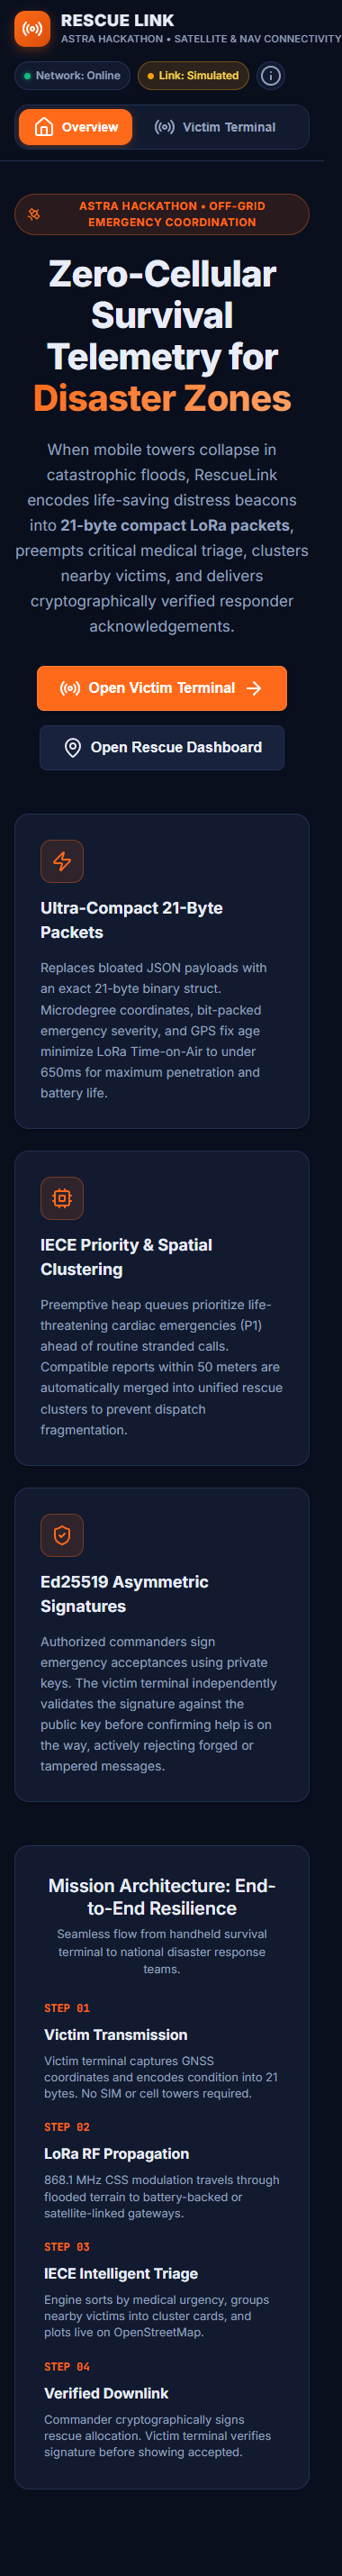 RESCUE LINK
ASTRA HACKATHON • SATELLITE & NAV CONNECTIVITY
Network: Online
Link: Simulated
Overview
Victim Terminal
ASTRA HACKATHON • OFF-GRID
EMERGENCY COORDINATION
Zero-Cellular
Survival
Telemetry for
Disaster Zones
When mobile towers collapse in
catastrophic floods, RescueLink
encodes life-saving distress beacons
into 21-byte compact LoRa packets,
preempts critical medical triage, clusters
nearby victims, and delivers
cryptographically verified responder
acknowledgements.
Open Victim Terminal
Open Rescue Dashboard
Ultra-Compact 21-Byte
Packets
Replaces bloated JSON payloads with
an exact 21-byte binary struct.
Microdegree coordinates, bit-packed
emergency severity, and GPS fix age
minimize LoRa Time-on-Air to under
650ms for maximum penetration and
battery life.
IECE Priority & Spatial
Clustering
Preemptive heap queues prioritize life-
threatening cardiac emergencies (P1)
ahead of routine stranded calls.
Compatible reports within 50 meters are
automatically merged into unified rescue
clusters to prevent dispatch
fragmentation.
Ed25519 Asymmetric
Signatures
Authorized commanders sign
emergency acceptances using private
keys. The victim terminal independently
validates the signature against the
public key before confirming help is on
the way, actively rejecting forged or
tampered messages.
Mission Architecture: End-
to-End Resilience
Seamless flow from handheld survival
terminal to national disaster response
teams.
STEP 01
Victim Transmission
Victim terminal captures GNSS
coordinates and encodes condition into 21
bytes. No SIM or cell towers required.
STEP 02
LoRa RF Propagation
868.1 MHz CSS modulation travels through
flooded terrain to battery-backed or
satellite-linked gateways.
STEP 03
IECE Intelligent Triage
Engine sorts by medical urgency, groups
nearby victims into cluster cards, and
plots live on OpenStreetMap.
STEP 04
Verified Downlink
Commander cryptographically signs
rescue allocation. Victim terminal verifies
signature before showing accepted.